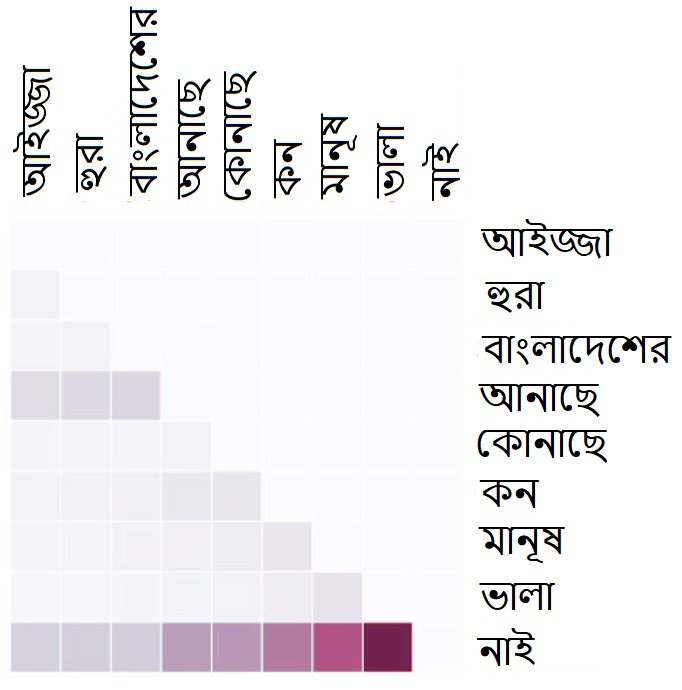 আইজ্জা
হুরা
বাংলাদেশের
আনাছে
কোনাছে
কন
মানুষ
ভালা
নাই
আইজ্জা
হুরা
বাংলাদেশের
আনাছে
কোনাছে
কন
মানূষ
ভালা
নাই